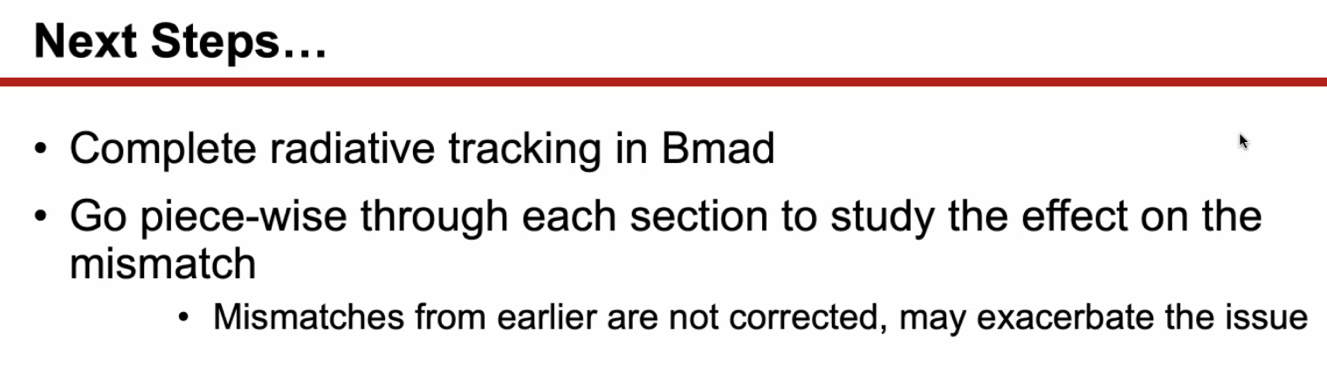 Next Steps…
• Complete radiative tracking in Bmad
• Go piece-wise through each section to study the effect on the
mismatch
• Mismatches from earlier are not corrected, may exacerbate the issue